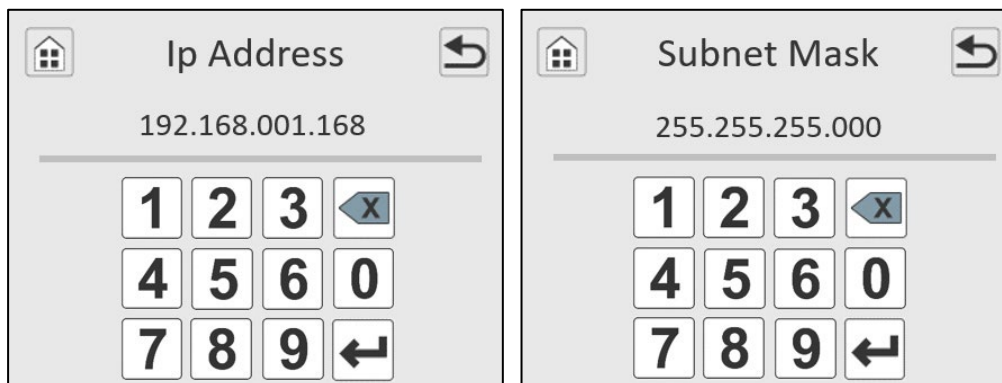 Ip Address
192.168.001.168
1 2 3 X
4 5 6 0
7 8 9
Subnet Mask
255.255.255.000
1 2 3 X
4 5 6 0
7 8 9